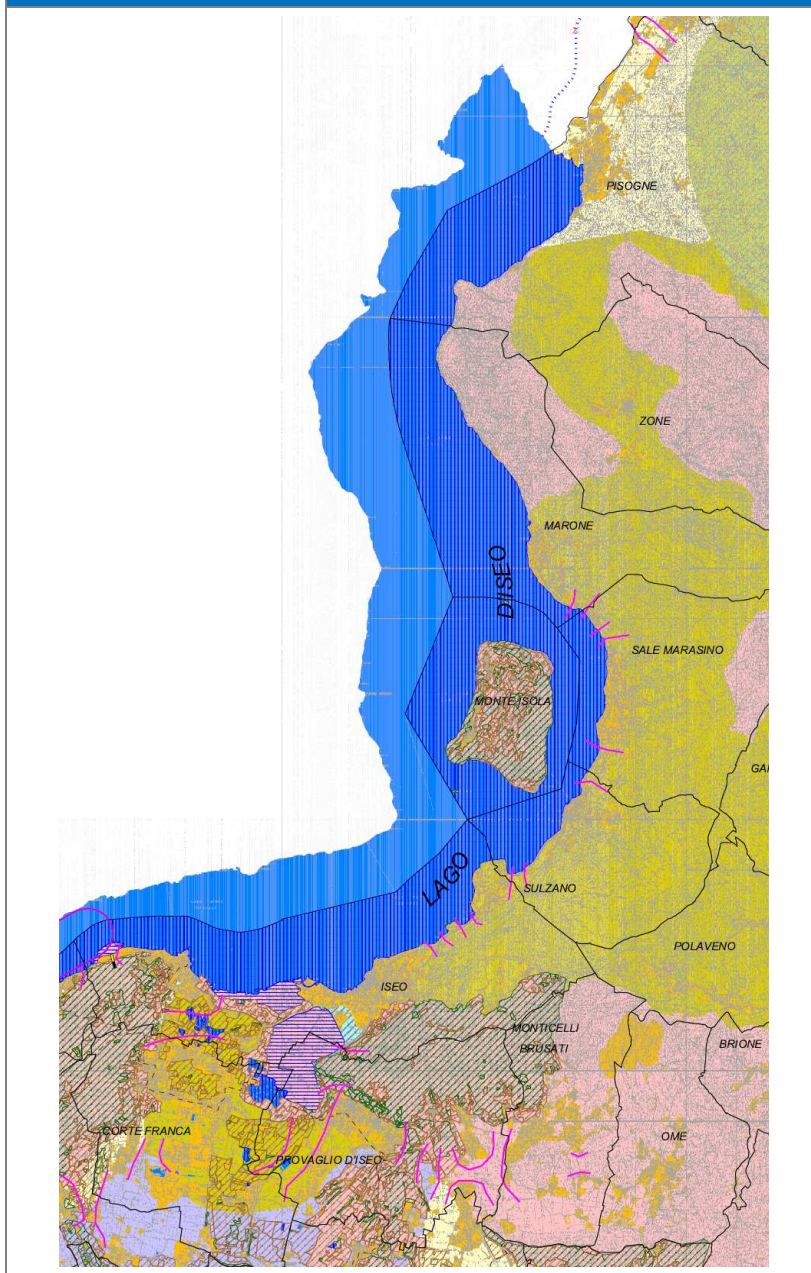 PISOGNE
ZONE
MARONE
D'ISEO
SALE MARASINO
MONTE ISOLA
LAGO
SULZANO
POLAVENO
ISEO
MONTICELLI
BRUSATI
BRIONE
CORTE FRANCA
OME
PROVAGLIO D'ISEO